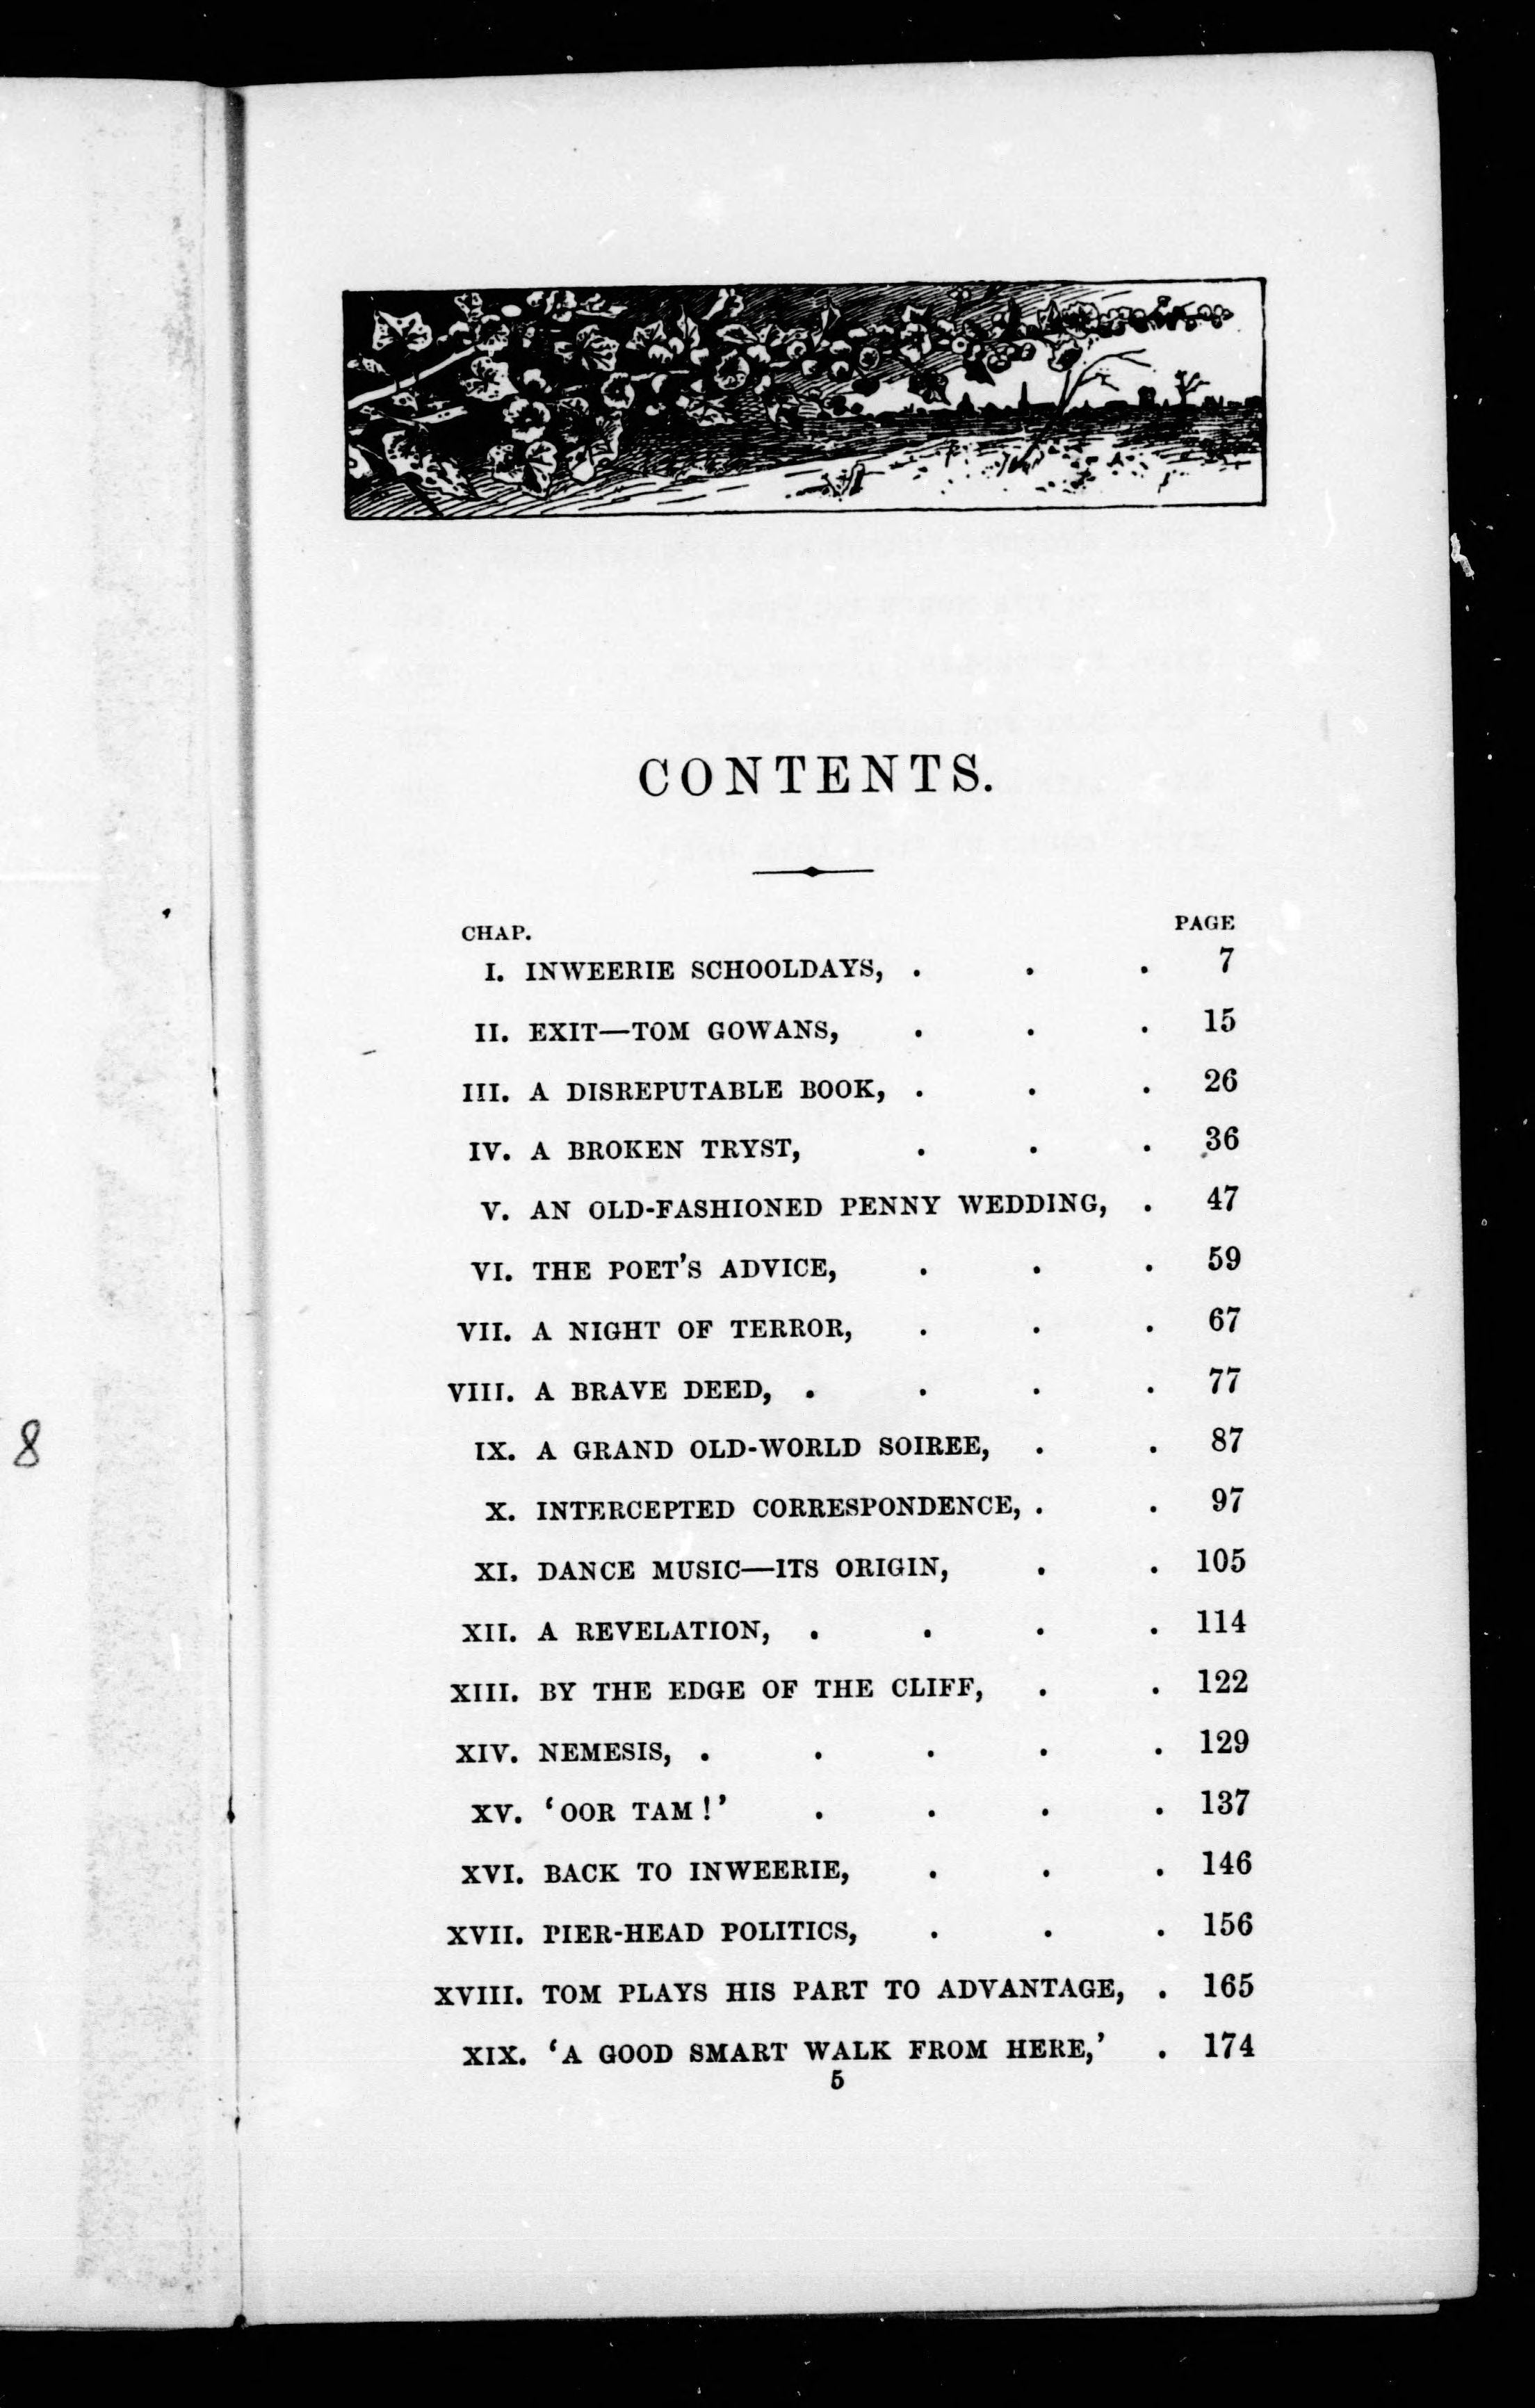 CONTENTS.
CHAP. PAGE
I. INWEERIE SCHOOLDAYS, . . . 7
II. EXIT—TOM GOWANS, . . . 15
III. A DISREPUTABLE BOOK, . . . 26
IV. A BROKEN TRYST, . . . 36
V. AN OLD-FASHIONED PENNY WEDDING, . 47
VI. THE POET'S ADVICE, . . . 59
VII. A NIGHT OF TERROR, . . . 67
VIII. A BRAVE DEED, . . . . 77
IX. A GRAND OLD-WORLD SOIREE, . . 87
X. INTERCEPTED CORRESPONDENCE, . . 97
XI. DANCE MUSIC—ITS ORIGIN, . . 105
XII. A REVELATION, . . . . 114
XIII. BY THE EDGE OF THE CLIFF, . . 122
XIV. NEMESIS, . . . . . 129
XV. ‘OOR TAM!’ . . . . 137
XVI. BACK TO INWEERIE, . . . 146
XVII. PIER-HEAD POLITICS, . . . 156
XVIII. TOM PLAYS HIS PART TO ADVANTAGE, . 165
XIX. ‘A GOOD SMART WALK FROM HERE,’ . 174
5
8